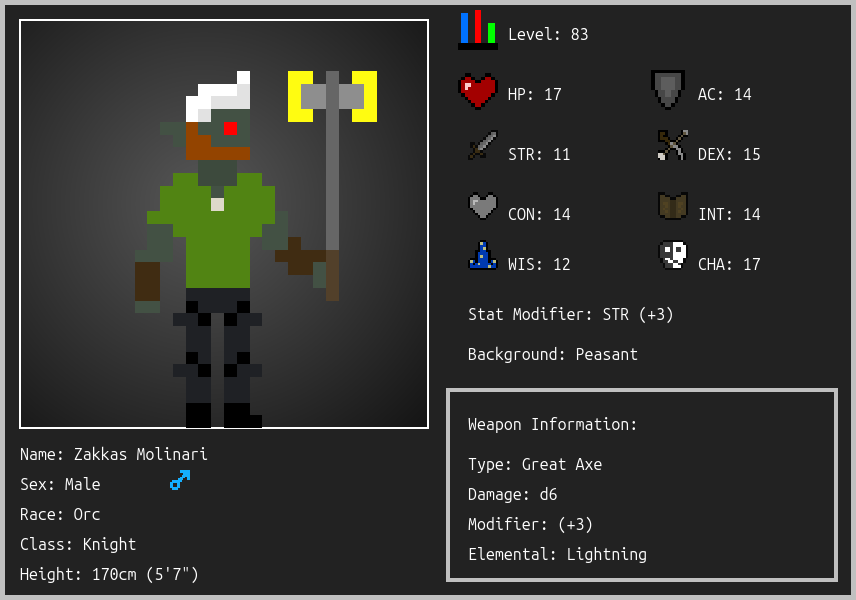 Level: 83
HP: 17
AC: 14
STR: 11
DEX: 15
CON: 14
INT: 14
WIS: 12
CHA: 17
Stat Modifier: STR (+3)
Background: Peasant
Weapon Information:
Type: Great Axe
Damage: d6
Modifier: (+3)
Elemental: Lightning
Name: Zakkas Molinari
Sex: Male
Race: Orc
Class: Knight
Height: 170cm (5'7")